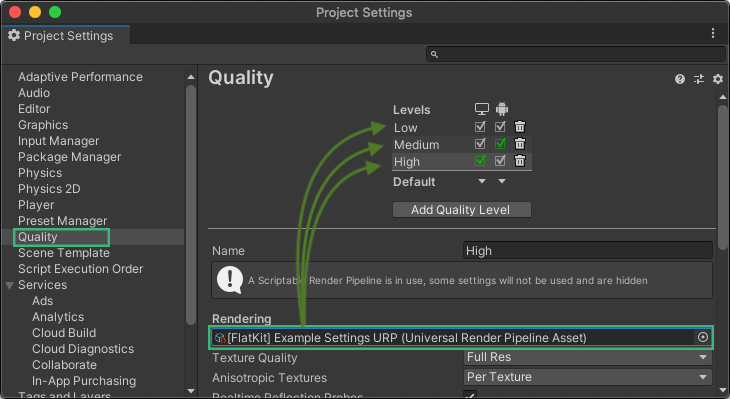 Project Settings
Project Settings
Adaptive Performance
Audio
Editor
Graphics
Input Manager
Package Manager
Physics
Physics 2D
Player
Preset Manager
Quality
Scene Template
Script Execution Order
Services
Ads
Analytics
Cloud Build
Cloud Diagnostics
Collaborate
In-App Purchasing
Tags and Layers
Quality
Levels
Low
Medium
High
Default
Add Quality Level
Name High
A Scriptable Render Pipeline is in use, some settings will not be used and are hidden
Rendering
[FlatKit] Example Settings URP (Universal Render Pipeline Asset)
Texture Quality Full Res
Anisotropic Textures Per Texture
Realtime Reflection Probes